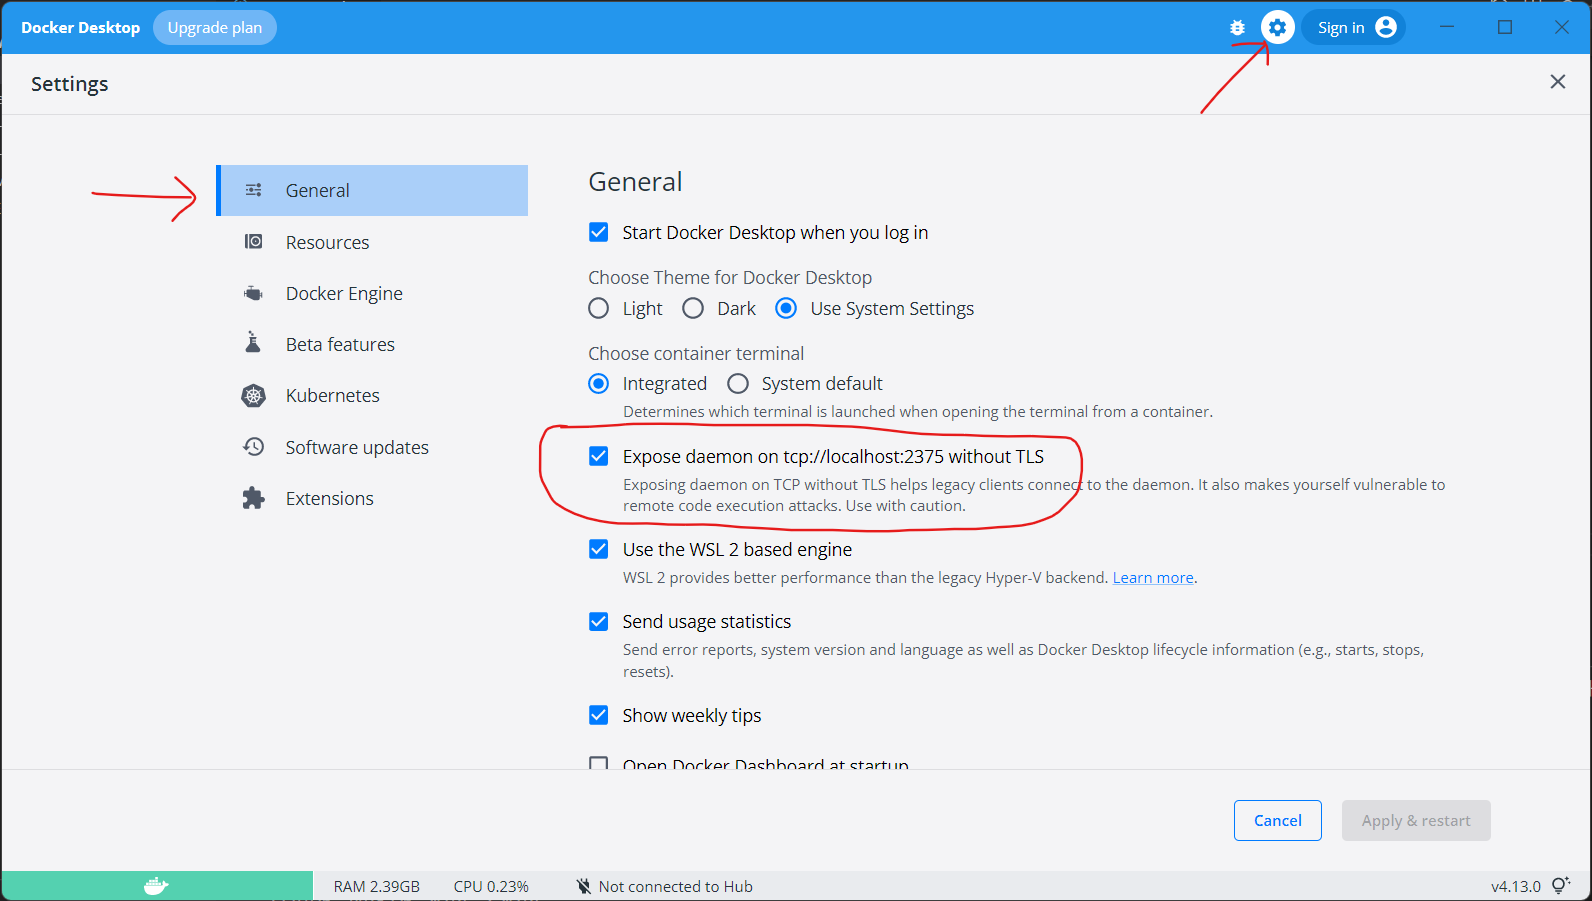 Docker Desktop
Upgrade plan
Sign in
Settings
General
Resources
Docker Engine
Beta features
Kubernetes
Software updates
Extensions
General
Start Docker Desktop when you log in
Choose Theme for Docker Desktop
Light
Dark
Use System Settings
Choose container terminal
Integrated
System default
Determines which terminal is launched when opening the terminal from a container.
Expose daemon on tcp://localhost:2375 without TLS
Exposing daemon on TCP without TLS helps legacy clients connect to the daemon. It also makes yourself vulnerable to
remote code execution attacks. Use with caution.
Use the WSL 2 based engine
WSL 2 provides better performance than the legacy Hyper-V backend. Learn more.
Send usage statistics
Send error reports, system version and language as well as Docker Desktop lifecycle information (e.g., starts, stops,
resets).
Show weekly tips
Open Docker Dashboard at startup
Cancel
Apply & restart
RAM 2.39GB
CPU 0.23%
Not connected to Hub
v4.13.0